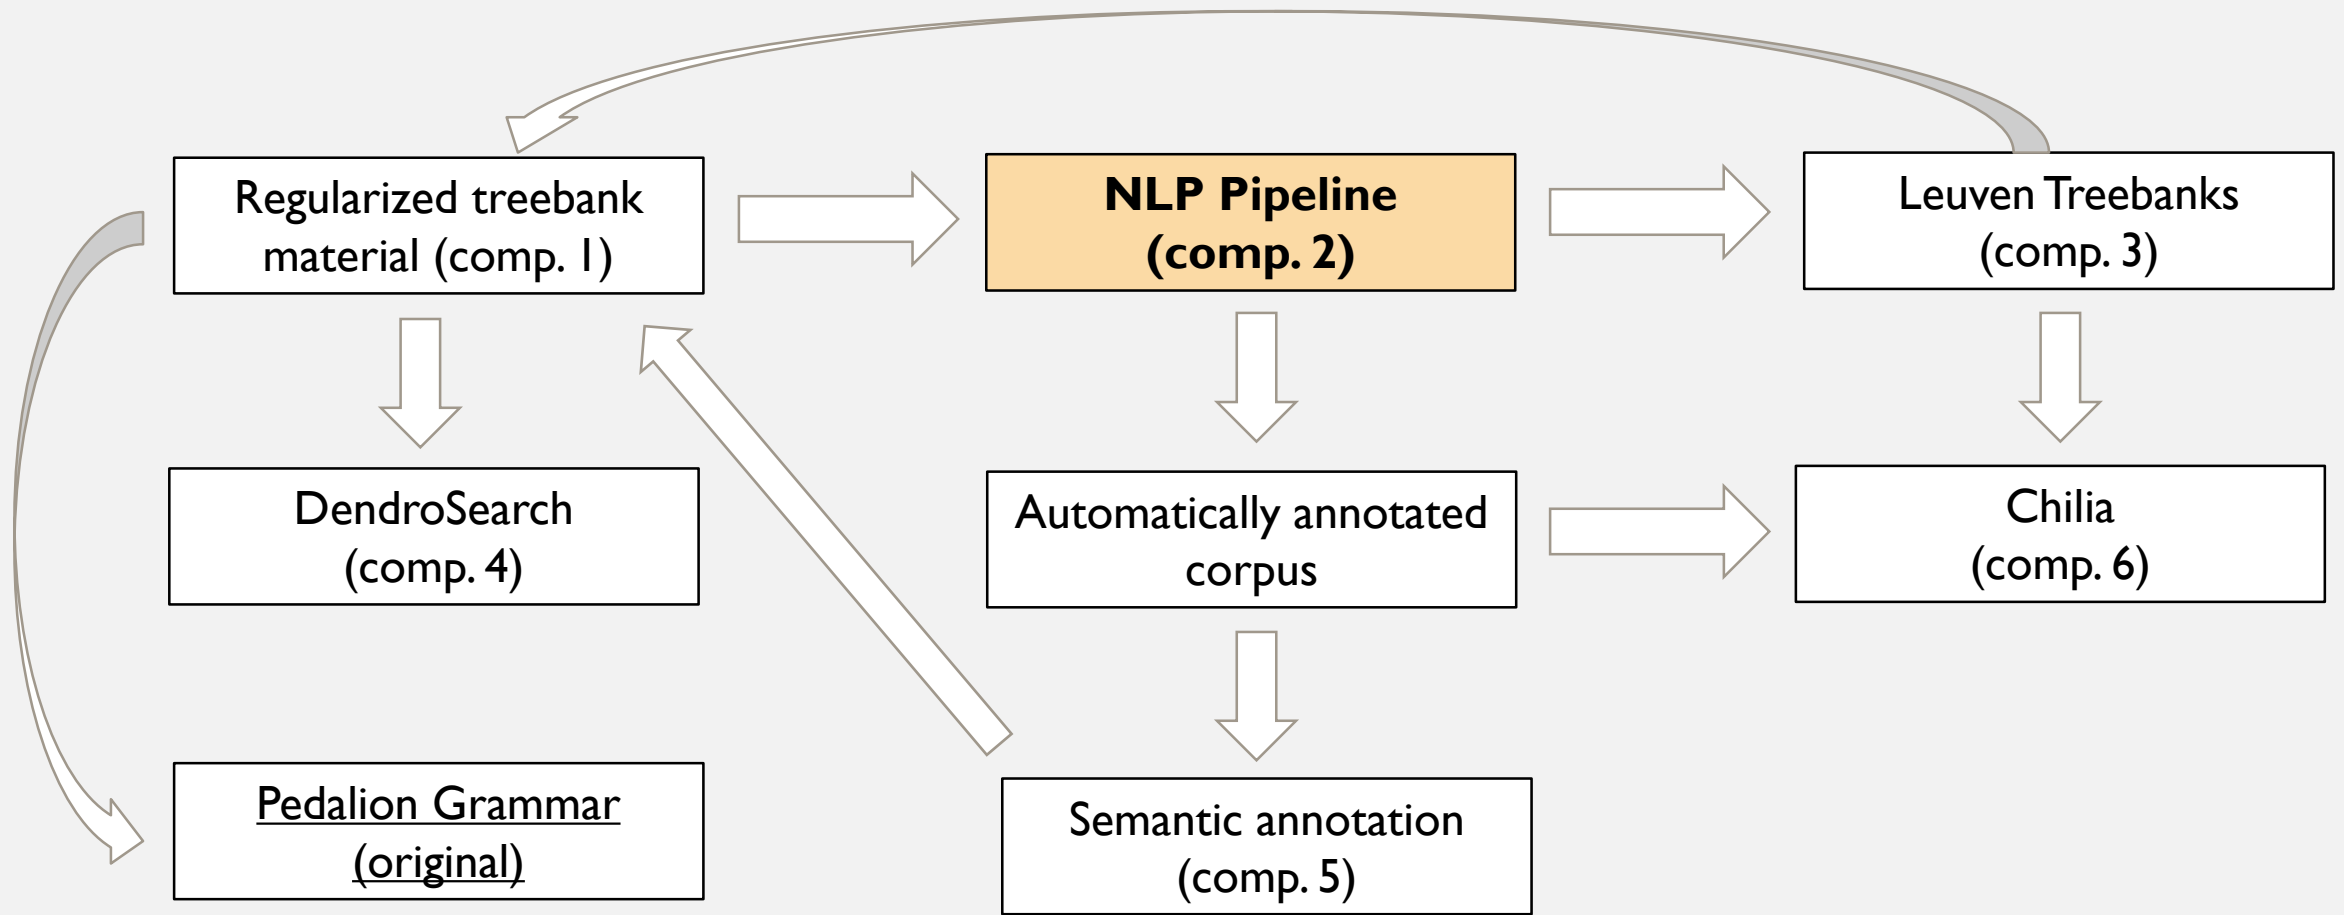 Regularized treebank
material (comp. 1)
NLP Pipeline
(comp. 2)
Leuven Treebanks
(comp. 3)
DendroSearch
(comp. 4)
Automatically annotated
corpus
Chilia
(comp. 6)
Pedalion Grammar
(original)
Semantic annotation
(comp. 5)